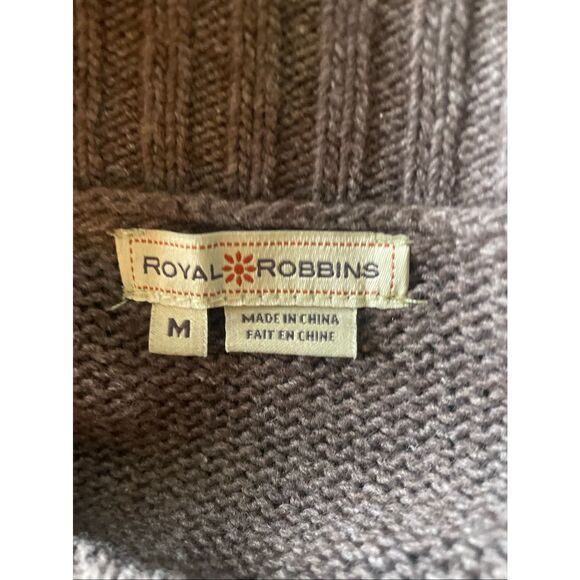 ROYAL ROBBINS
M
MADE IN CHINA
FAIT EN CHINE